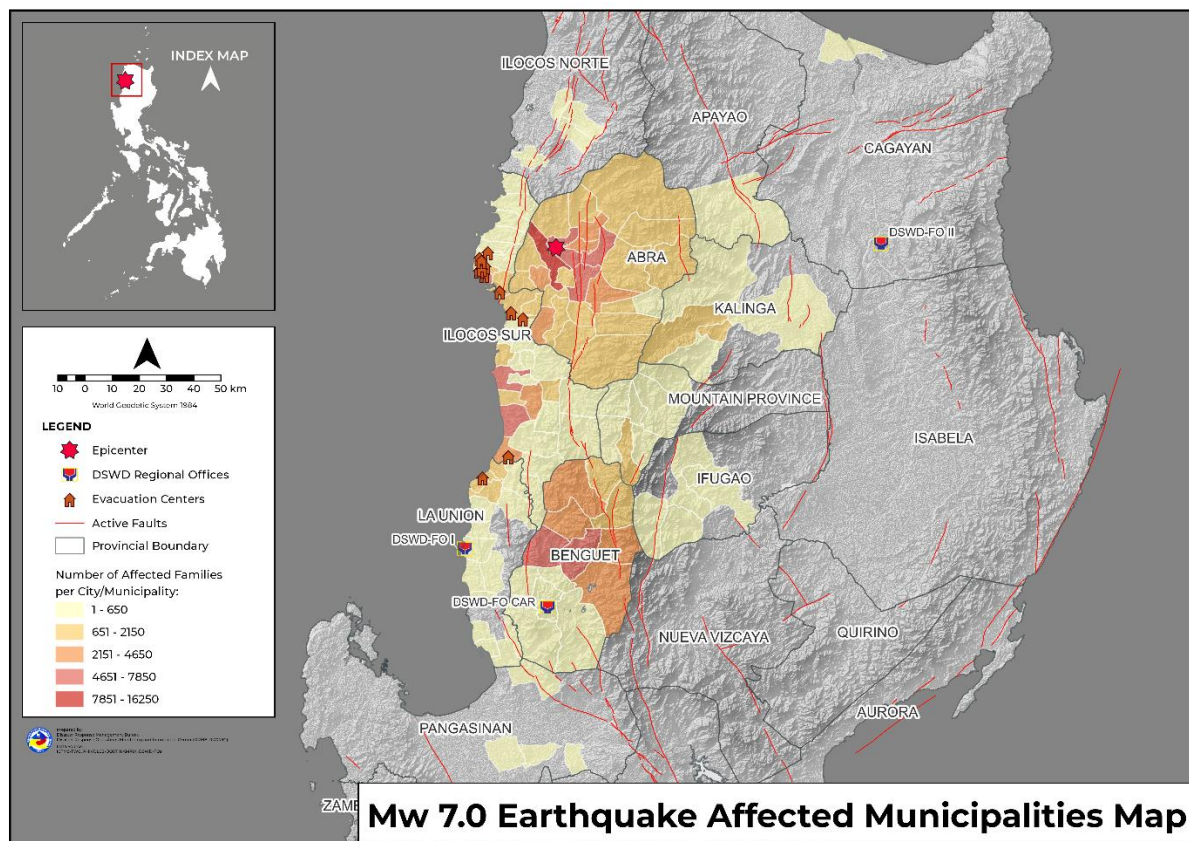 INDEX MAP
10 0 10 20 30 40 50 km
World Geodetic System 1984
LEGEND
Epicenter
DSWD Regional Offices
Evacuation Centers
Active Faults
Provincial Boundary
Number of Affected Families
per City/Municipality:
1 - 650
651 - 2150
2151 - 4650
4651 - 7850
7851 - 16250
ILOCOS NORTE
APAYAO
CAGAYAN
DSWD-FO II
ABRA
KALINGA
ILOCOS SUR
MOUNTAIN PROVINCE
ISABELA
IFUGAO
LA UNION
DSWD-FO I
BENGUET
DSWD-FO CAR
NUEVA VIZCAYA
QUIRINO
AURORA
PANGASINAN
ZAMB
Mw 7.0 Earthquake Affected Municipalities Map